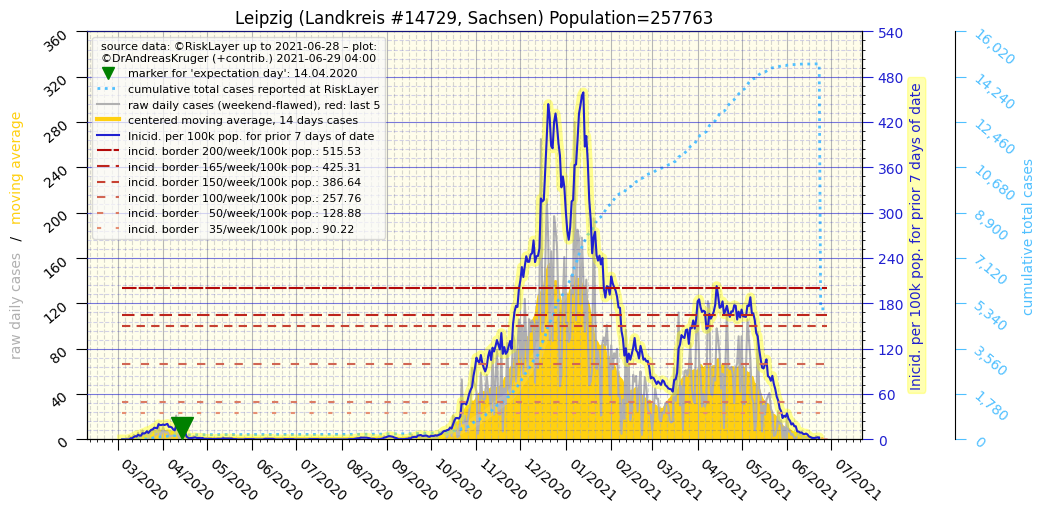 Leipzig (Landkreis #14729, Sachsen) Population=257763
source data: ©RiskLayer up to 2021-06-28 – plot:
©DrAndreasKruger (+contrib.) 2021-06-29 04:00
marker for 'expectation day': 14.04.2020
cumulative total cases reported at RiskLayer
raw daily cases (weekend-flawed), red: last 5
centered moving average, 14 days cases
Inicid. per 100k pop. for prior 7 days of date
incid. border 200/week/100k pop.: 515.53
incid. border 165/week/100k pop.: 425.31
incid. border 150/week/100k pop.: 386.64
incid. border 100/week/100k pop.: 257.76
incid. border 50/week/100k pop.: 128.88
incid. border 35/week/100k pop.: 90.22
raw daily cases / moving average
360
320
280
240
200
160
120
80
40
0
03/2020
04/2020
05/2020
06/2020
07/2020
08/2020
09/2020
10/2020
11/2020
12/2020
01/2021
02/2021
03/2021
04/2021
05/2021
06/2021
07/2021
540
480
420
360
300
240
180
120
60
0
Inicid. per 100k pop. for prior 7 days of date
16,020
14,240
12,460
10,680
8,900
7,120
5,340
3,560
1,780
0
cumulative total cases